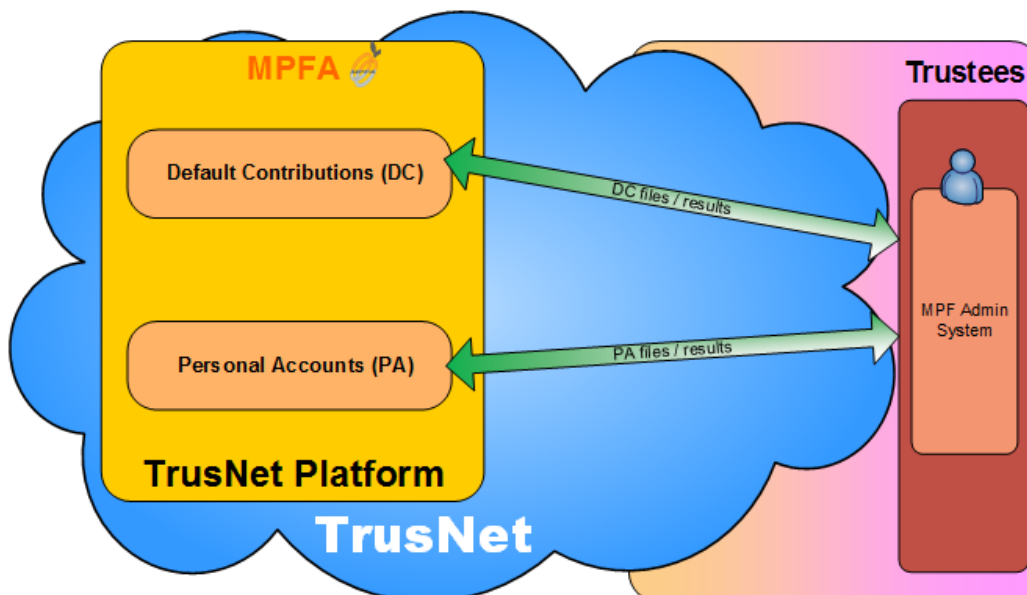 MPFA
MPFA
Trustees
Default Contributions (DC)
DC files / results
MPF Admin
System
PA files / results
Personal Accounts (PA)
TrusNet Platform
TrusNet